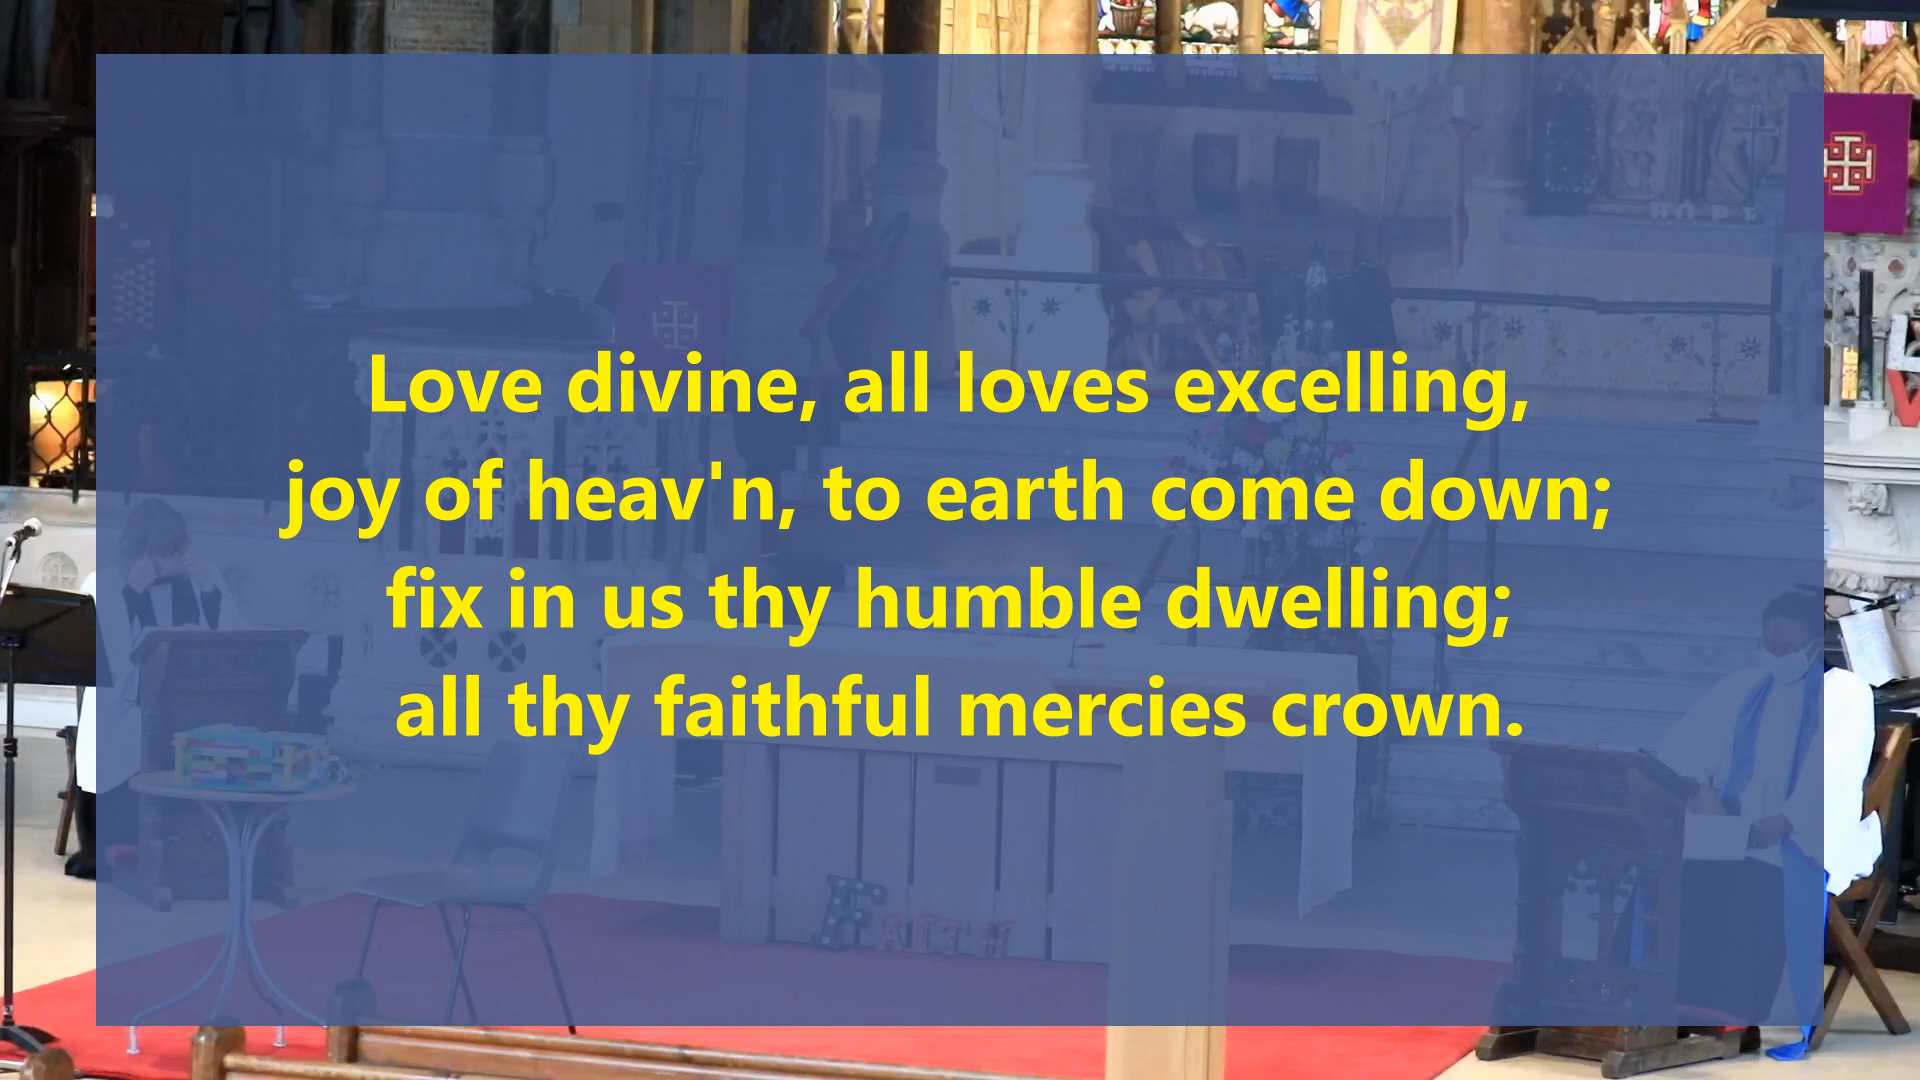 Love divine, all loves excelling,
joy of heav'n, to earth come down;
fix in us thy humble dwelling;
all thy faithful mercies crown.
FAITH